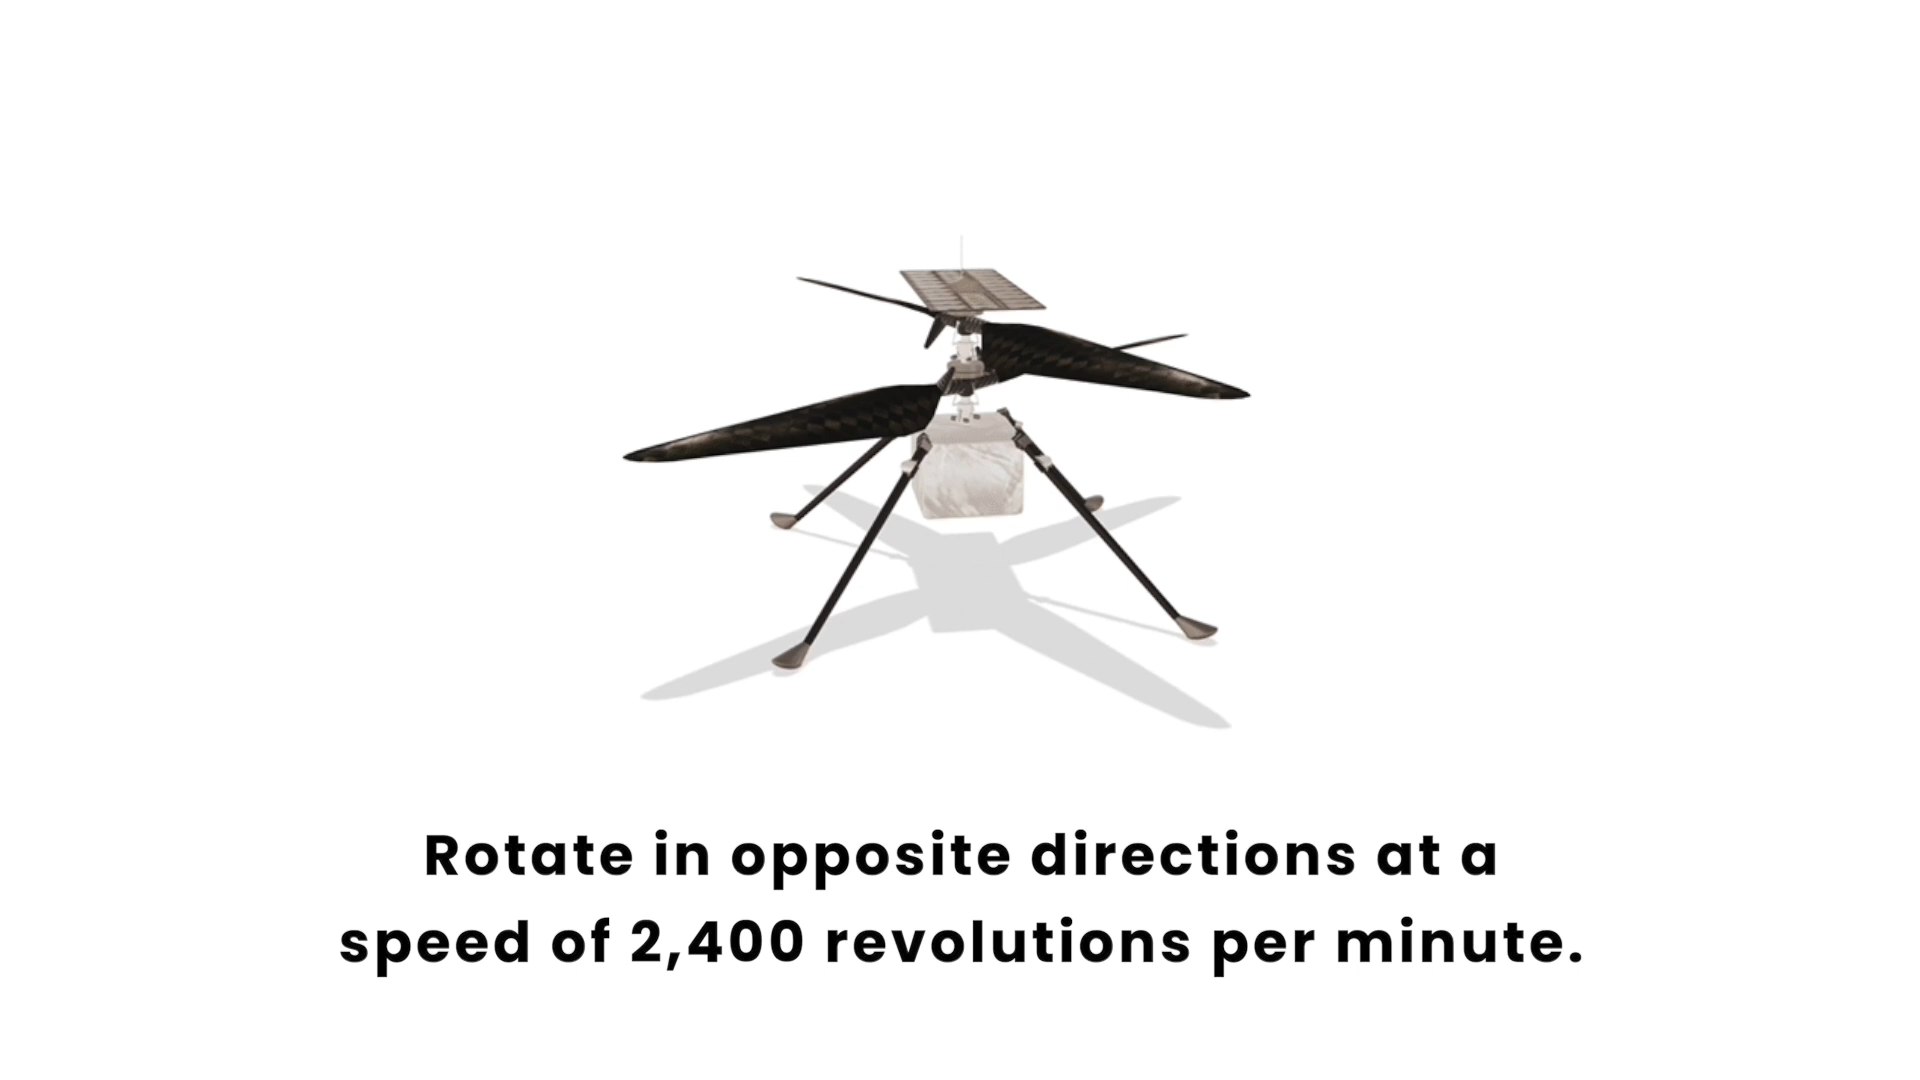 Rotate in opposite directions at a
speed of 2,400 revolutions per minute.